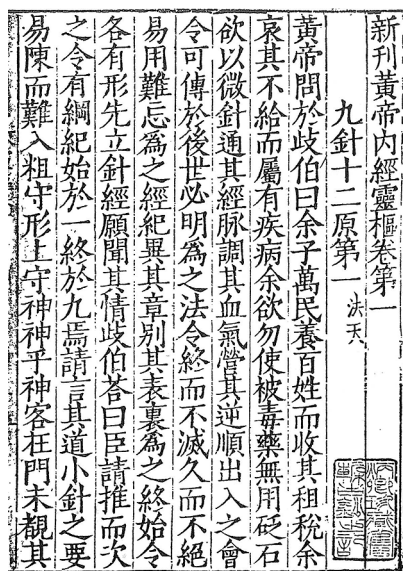 新刊黃帝內經靈樞卷第一
九針十二原第一 法天
黃帝問於歧伯曰余子萬民養百姓而收其租稅余
哀其不給而屬有疾病余欲勿使被毒藥無用砭石
欲以微針通其經脉調其血氣營其逆順出入之會
令可傳於後世必明爲之法令終而不滅久而不絕
易用難忘爲之經紀異其章別其表裏爲之終始令
各有形先立針經願聞其情歧伯荅曰臣請推而次
之令有綱紀始於一終於九焉請言其道小針之要
易陳而難入粗守形上守神神乎神客在門未覩其